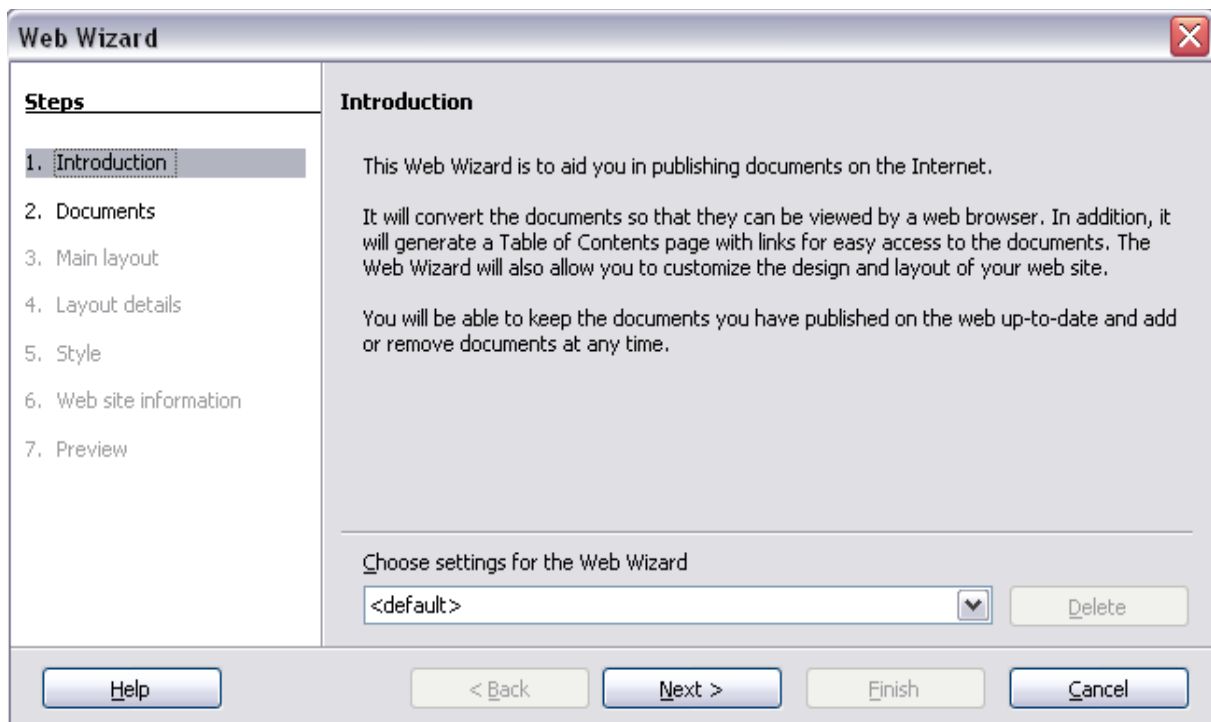 Web Wizard
Steps
1. Introduction
2. Documents
3. Main layout
4. Layout details
5. Style
6. Web site information
7. Preview
Introduction
This Web Wizard is to aid you in publishing documents on the Internet.
It will convert the documents so that they can be viewed by a web browser. In addition, it
will generate a Table of Contents page with links for easy access to the documents. The
Web Wizard will also allow you to customize the design and layout of your web site.
You will be able to keep the documents you have published on the web up-to-date and add
or remove documents at any time.
Choose settings for the Web Wizard
<default>
Delete
Help
< Back
Next >
Finish
Cancel